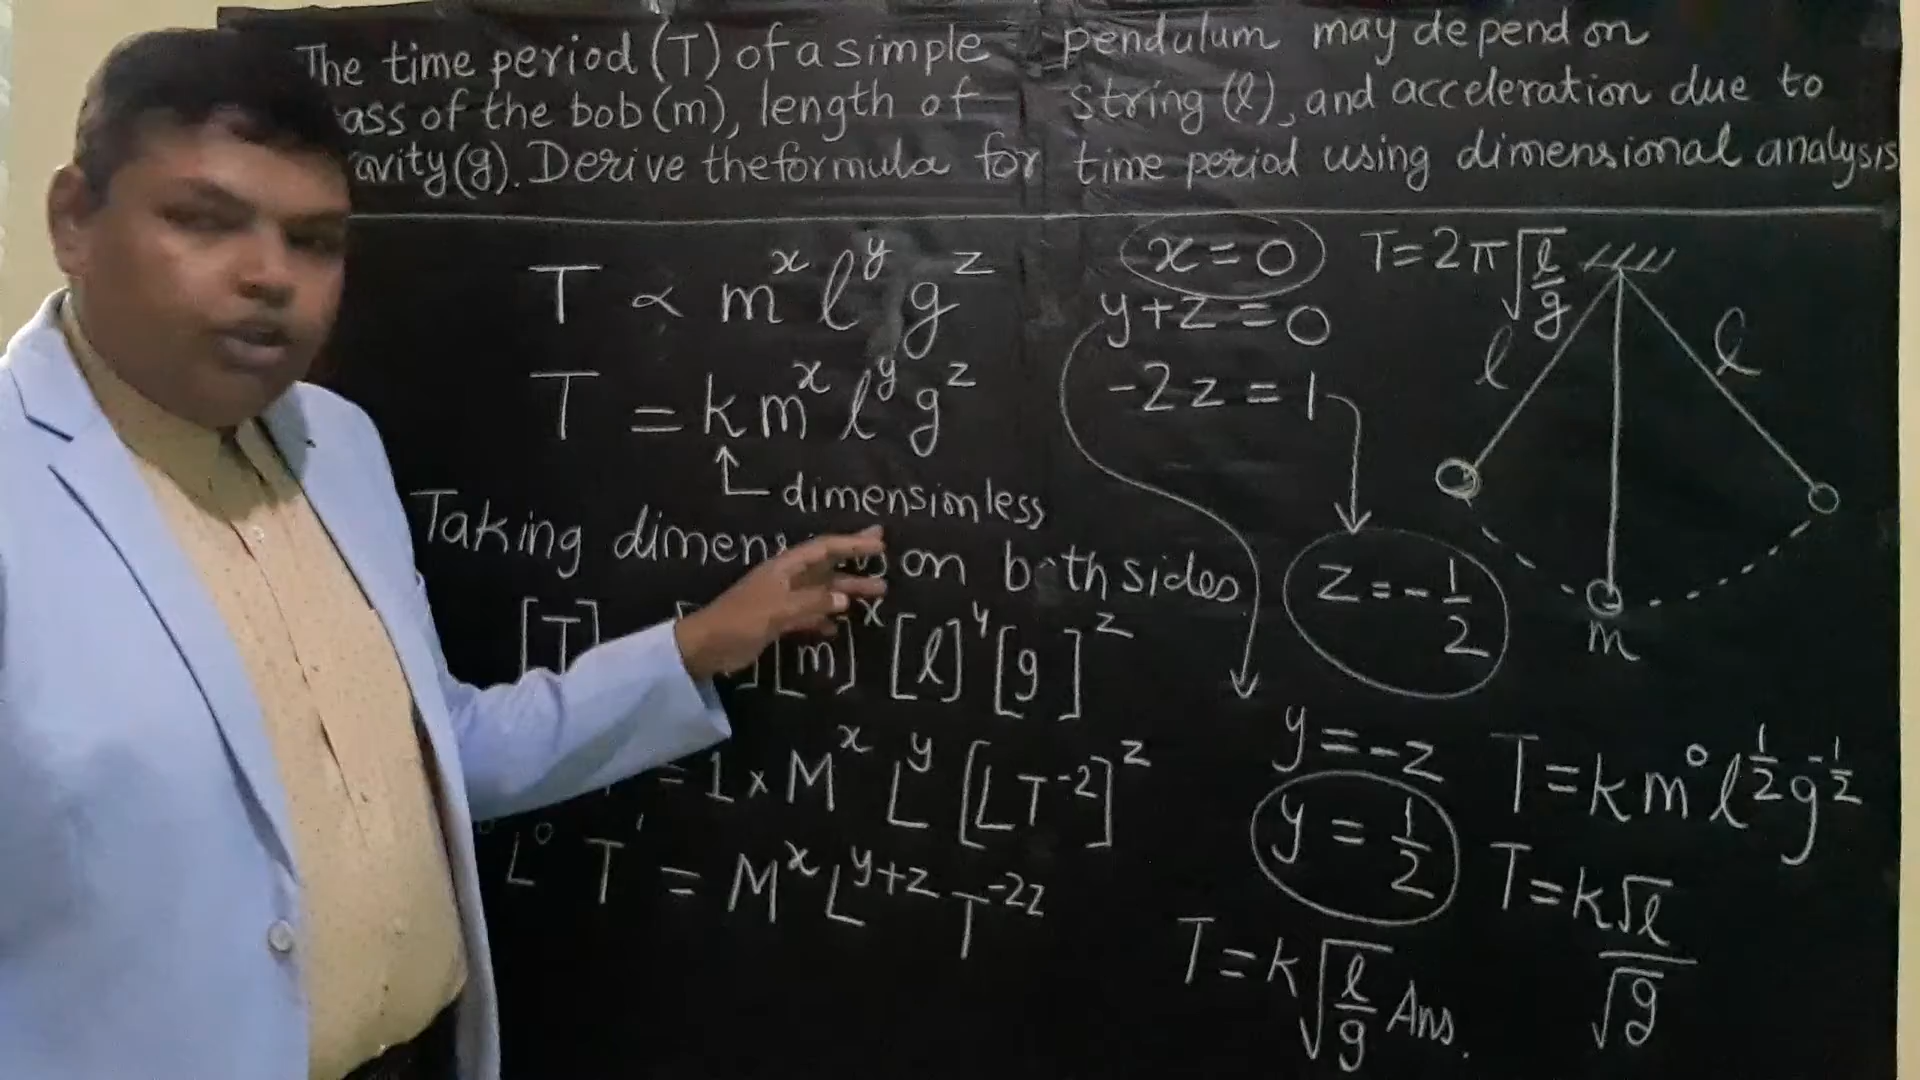 The time period (T) of a simple pendulum may depend on
ass of the bob (m), length of string (l), and acceleration due to
avity (g). Derive the formula for time period using dimensional analysis
T ∝ m^x l^y g^z
T = k m^x l^y g^z
dimensionless
Taking dimens on both sides
[T] [m]^x [l]^y [g]^z
= 1 × M^x L^y [LT^-2]^z
L^0 T^1 = M^x L^y+z T^-2z
x = 0
y + z = 0
-2z = 1
z = -1/2
y = -z
y = 1/2
T = 2π√(l/g)
l
l
m
T = k m^0 l^1/2 g^-1/2
T = k √l / √g
T = k √(l/g) Ans.